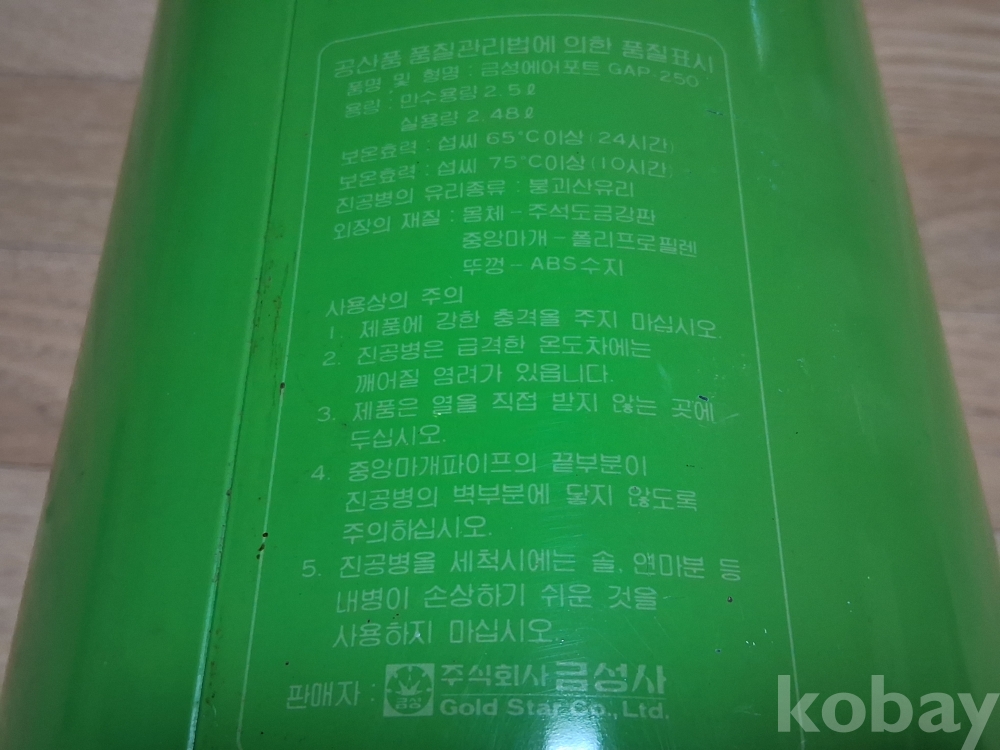 공산품 품질관리법에 의한 품질표시
품명 및 형명 : 금성에어포트 GAP-250
용량 : 만수용량 2.5ℓ
실용량 2.48ℓ
보온효력 : 섭씨 65°C이상 (24시간)
보온효력 : 섭씨 75°C이상 (10시간)
진공병의 유리종류 : 붕괴산유리
외장의 재질 : 몸체 - 주석도금강판
중앙마개 - 폴리프로필렌
뚜껑 - ABS수지
사용상의 주의
1. 제품에 강한 충격을 주지 마십시오.
2. 진공병은 급격한 온도차에는
깨어질 염려가 있읍니다.
3. 제품은 열을 직접 받지 않는 곳에
두십시오.
4. 중앙마개파이프의 끝부분이
진공병의 벽부분에 닿지 않도록
주의하십시오.
5. 진공병을 세척시에는 솔, 앤마분 등
내병이 손상하기 쉬운 것을
사용하지 마십시오.
판매자 : 금성 주식회사 금성사
Gold Star Co., Ltd.
kobay